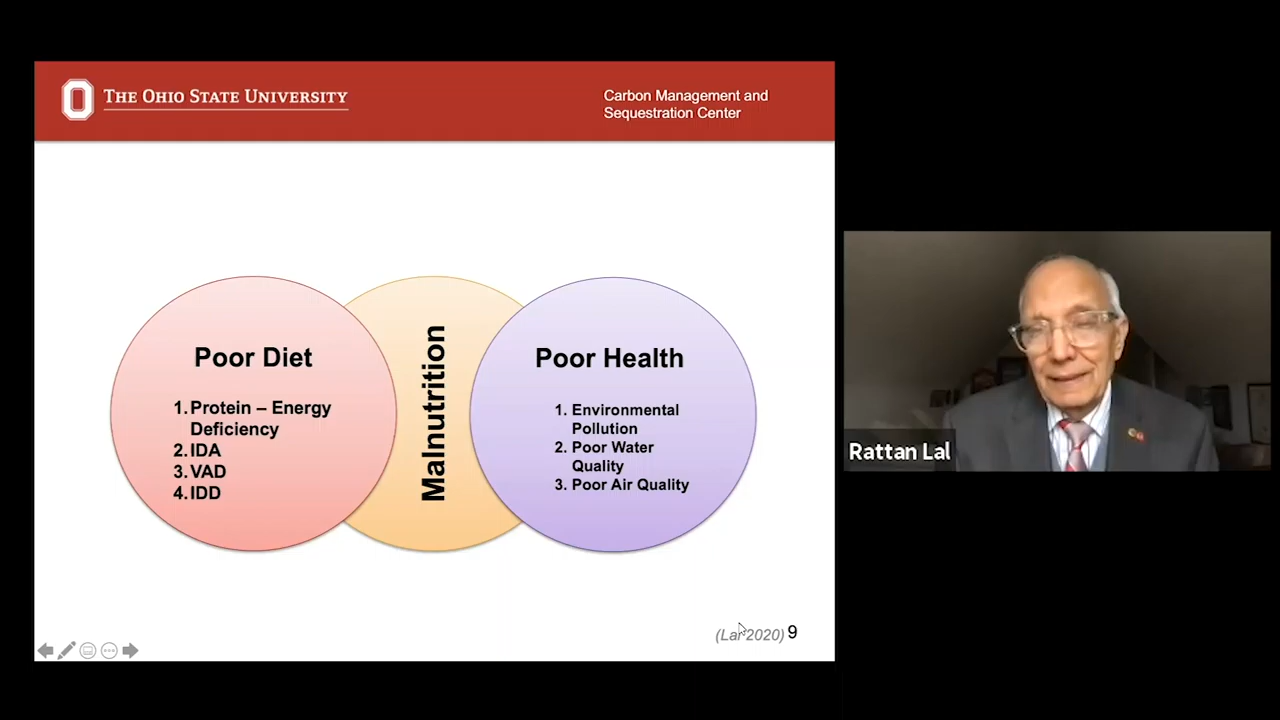 THE OHIO STATE UNIVERSITY
Carbon Management and
Sequestration Center
Poor Diet
1. Protein – Energy
Deficiency
2. IDA
3. VAD
4. IDD
Malnutrition
Poor Health
1. Environmental
Pollution
2. Poor Water
Quality
3. Poor Air Quality
(Lal 2020) 9
Rattan Lal